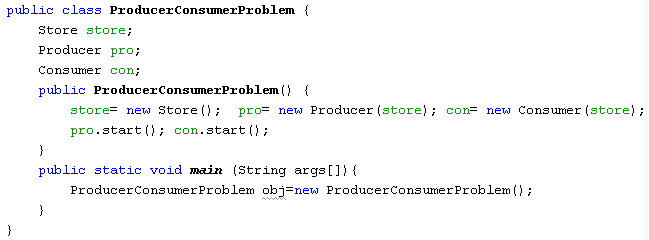 public class ProducerConsumerProblem {
Store store;
Producer pro;
Consumer con;
public ProducerConsumerProblem() {
store= new Store();  pro= new Producer(store); con= new Consumer(store);
pro.start(); con.start();
}
public static void main (String args[]){
ProducerConsumerProblem obj=new ProducerConsumerProblem();
}
}